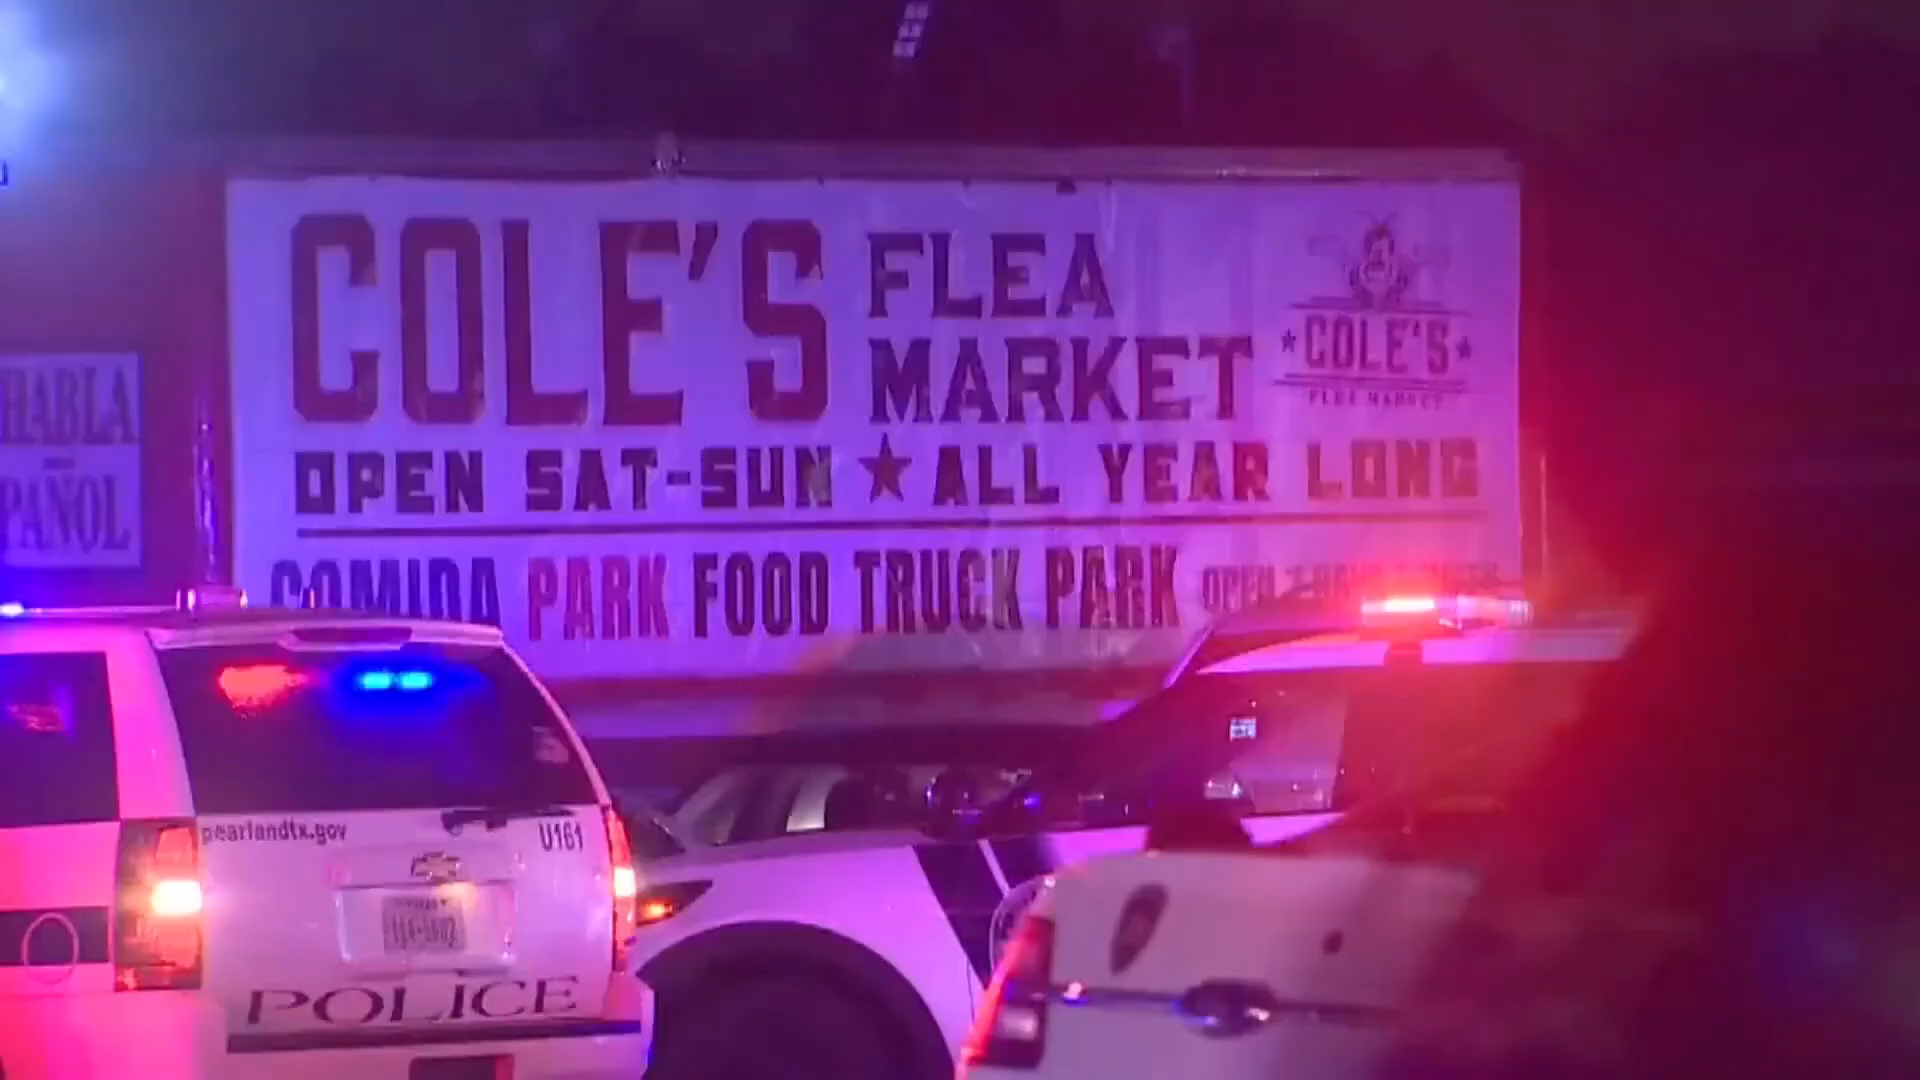 COLE'S FLEA MARKET
OPEN SAT-SUN ★ ALL YEAR LONG
COMIDA PARK FOOD TRUCK PARK OPEN
★COLE'S★
FLEA MARKET
HABLA
PAÑOL
pearlandtx.gov
U161
POLICE